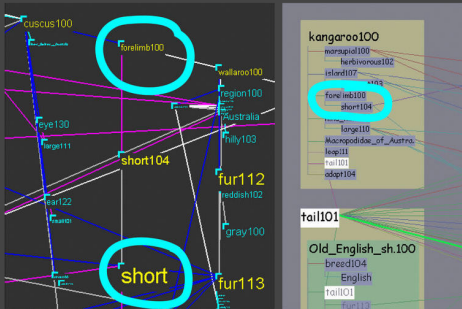 cuscus100
forelimb100
wallaroo100
region100
Australia
eye130
hilly103
large111
short104
fur112
reddish102
ear122
gray100
short
fur113
kangaroo100
marsupial100
herbivorous102
island107
forelimb100
short104
large110
Macropodidae_of_Austra.
leap111
tail101
adapt104
tail101
Old_English_sh.100
breed104
English
tail101
fur113